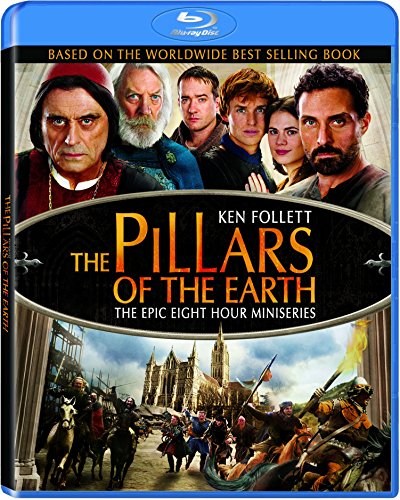 Blu-ray Disc
BASED ON THE WORLDWIDE BEST SELLING BOOK
KEN FOLLETT
THE PILLARS
OF THE EARTH
THE EPIC EIGHT HOUR MINISERIES
THE PILLARS OF THE EARTH